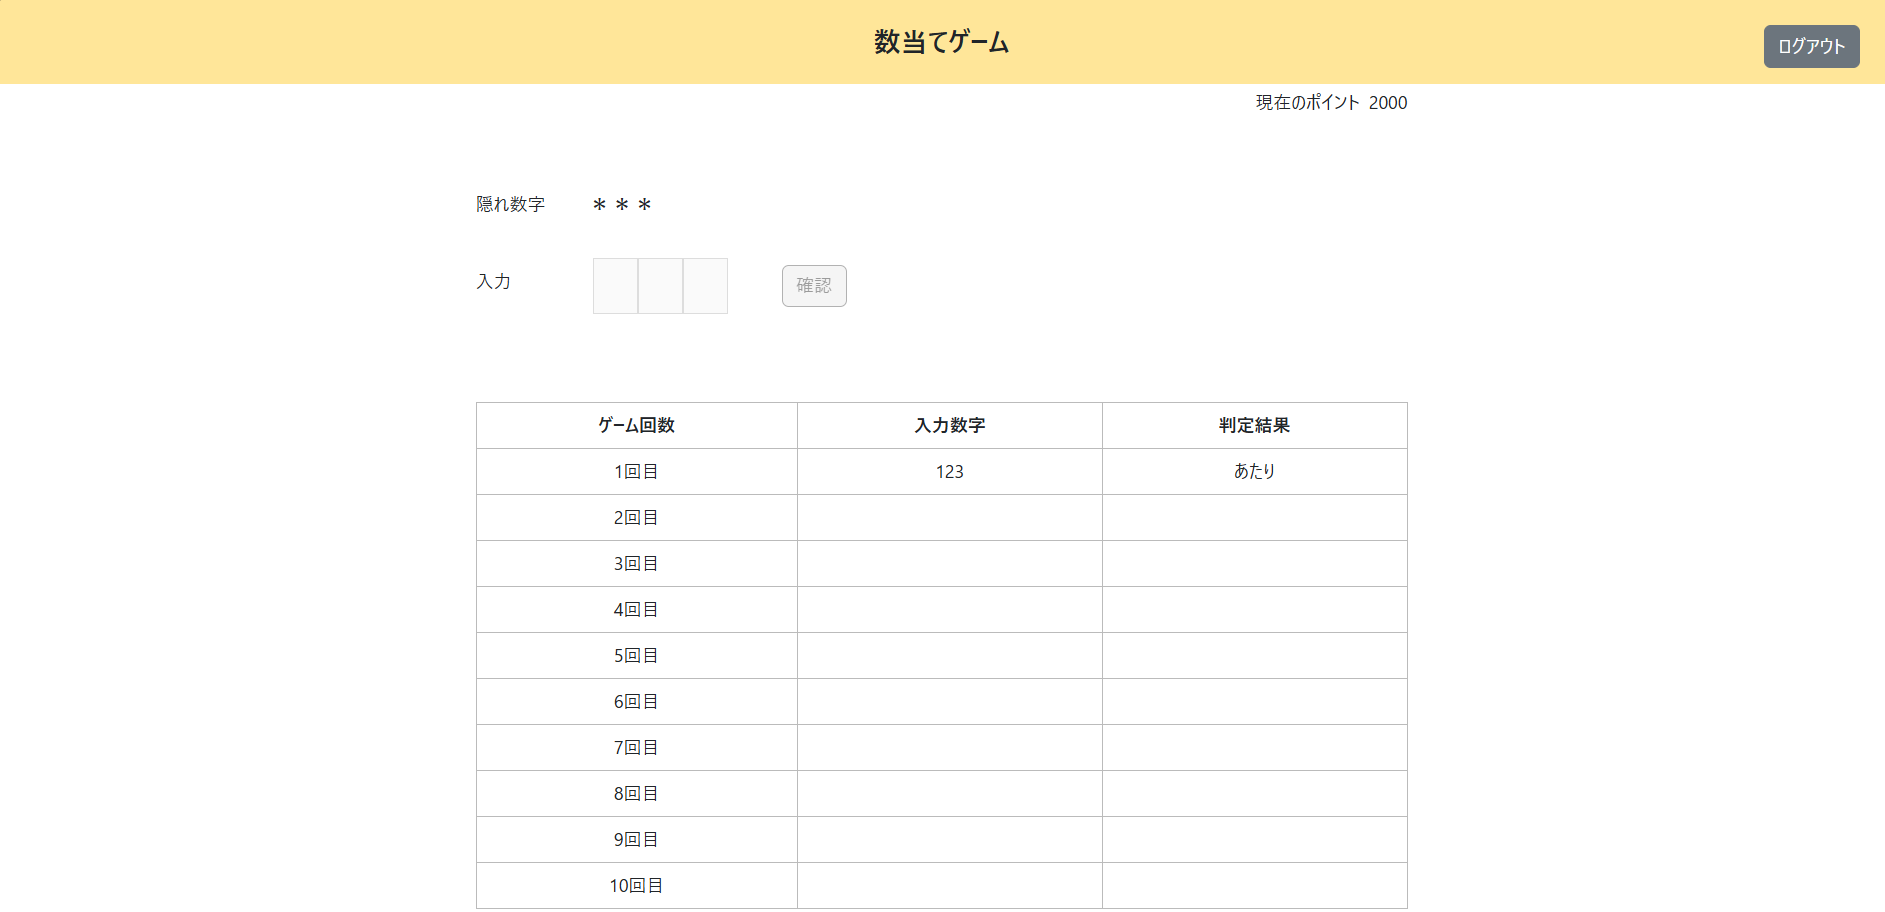 数当てゲーム
ログアウト
現在のポイント 2000
隠れ数字 ＊＊＊
入力 確認
ゲーム回数 入力数字 判定結果
1回目 123 あたり
2回目
3回目
4回目
5回目
6回目
7回目
8回目
9回目
10回目